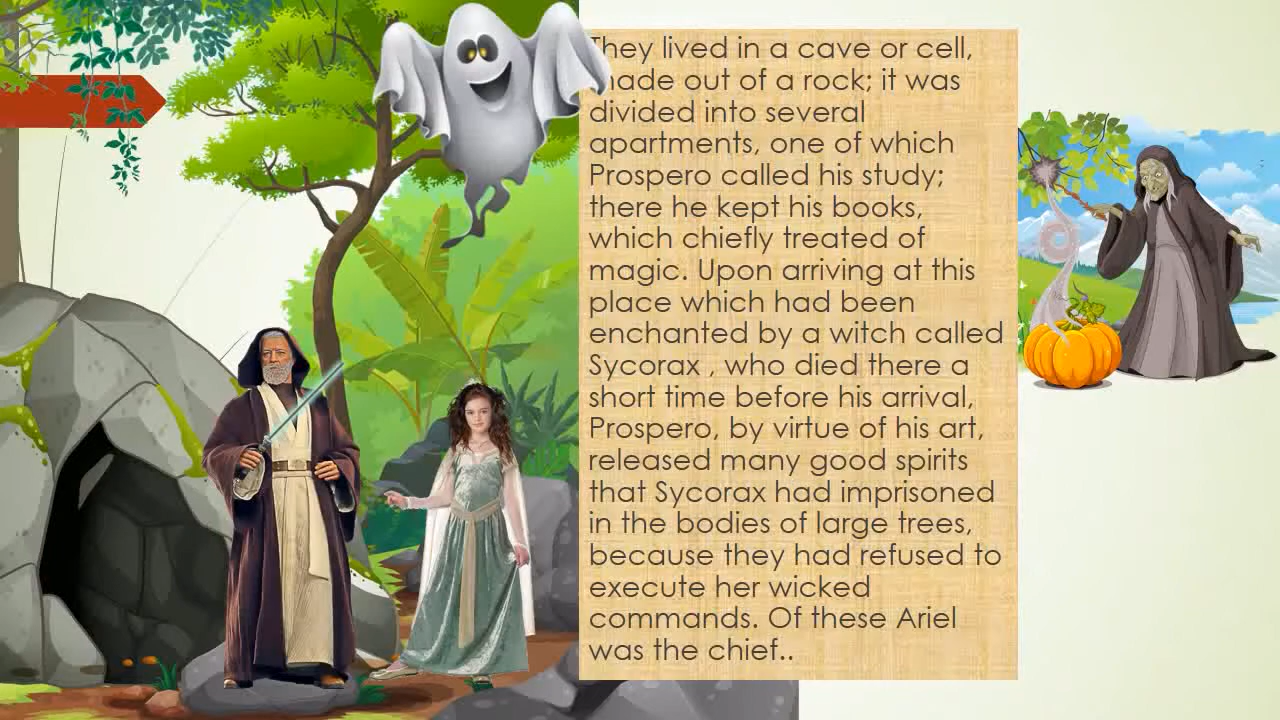 They lived in a cave or cell,
made out of a rock; it was
divided into several
apartments, one of which
Prospero called his study;
there he kept his books,
which chiefly treated of
magic. Upon arriving at this
place which had been
enchanted by a witch called
Sycorax , who died there a
short time before his arrival,
Prospero, by virtue of his art,
released many good spirits
that Sycorax had imprisoned
in the bodies of large trees,
because they had refused to
execute her wicked
commands. Of these Ariel
was the chief..